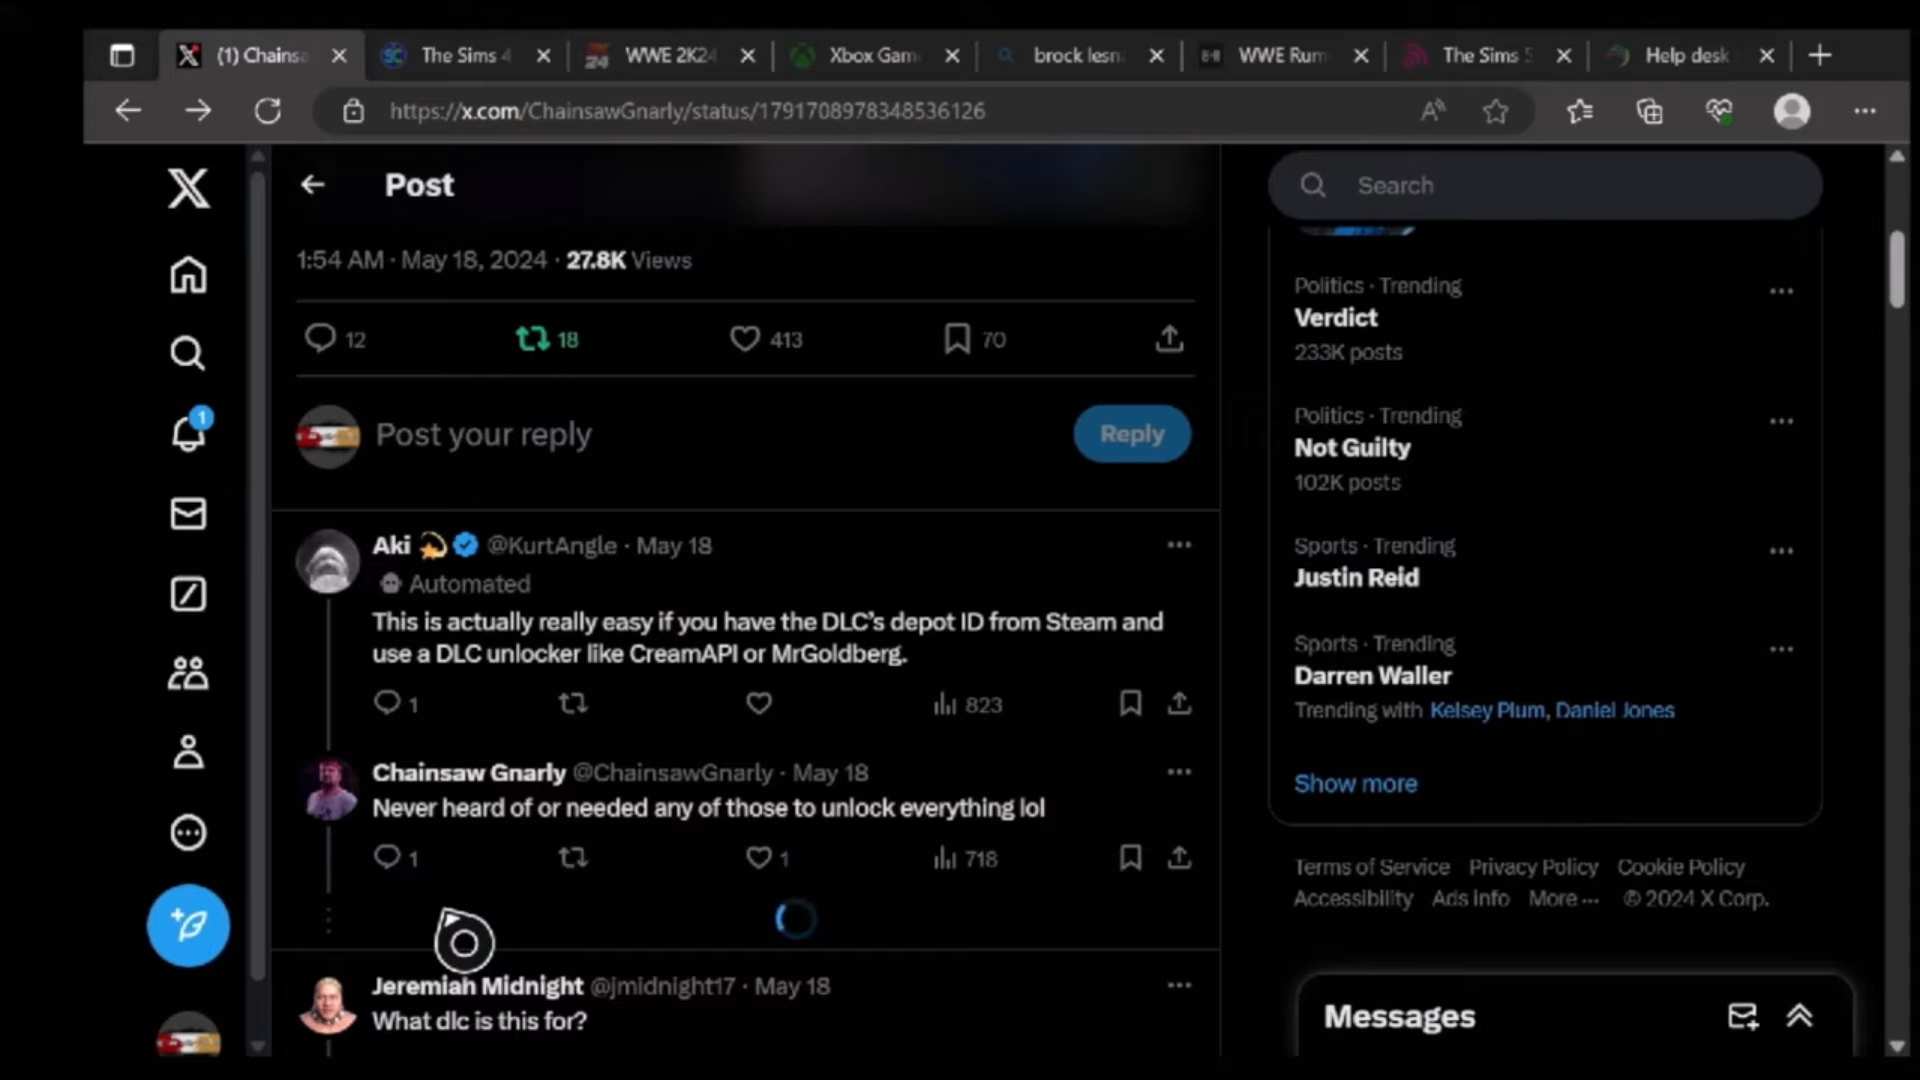 (1) Chainsa
The Sims 4
WWE 2K24
Xbox Gam
brock lesn
WWE Rum
The Sims 5
Help desk
https://x.com/ChainsawGnarly/status/1791708978348536126
Post
Search
1:54 AM · May 18, 2024 · 27.8K Views
12
18
413
70
Post your reply
Reply
Aki @KurtAngle · May 18
Automated
This is actually really easy if you have the DLC's depot ID from Steam and
use a DLC unlocker like CreamAPI or MrGoldberg.
1
823
Chainsaw Gnarly @ChainsawGnarly · May 18
Never heard of or needed any of those to unlock everything lol
1
1
718
Jeremiah Midnight @jmidnight17 · May 18
What dlc is this for?
1
Politics · Trending
Verdict
233K posts
Politics · Trending
Not Guilty
102K posts
Sports · Trending
Justin Reid
Sports · Trending
Darren Waller
Trending with Kelsey Plum, Daniel Jones
Show more
Terms of Service Privacy Policy Cookie Policy
Accessibility Ads info More ··· © 2024 X Corp.
Messages